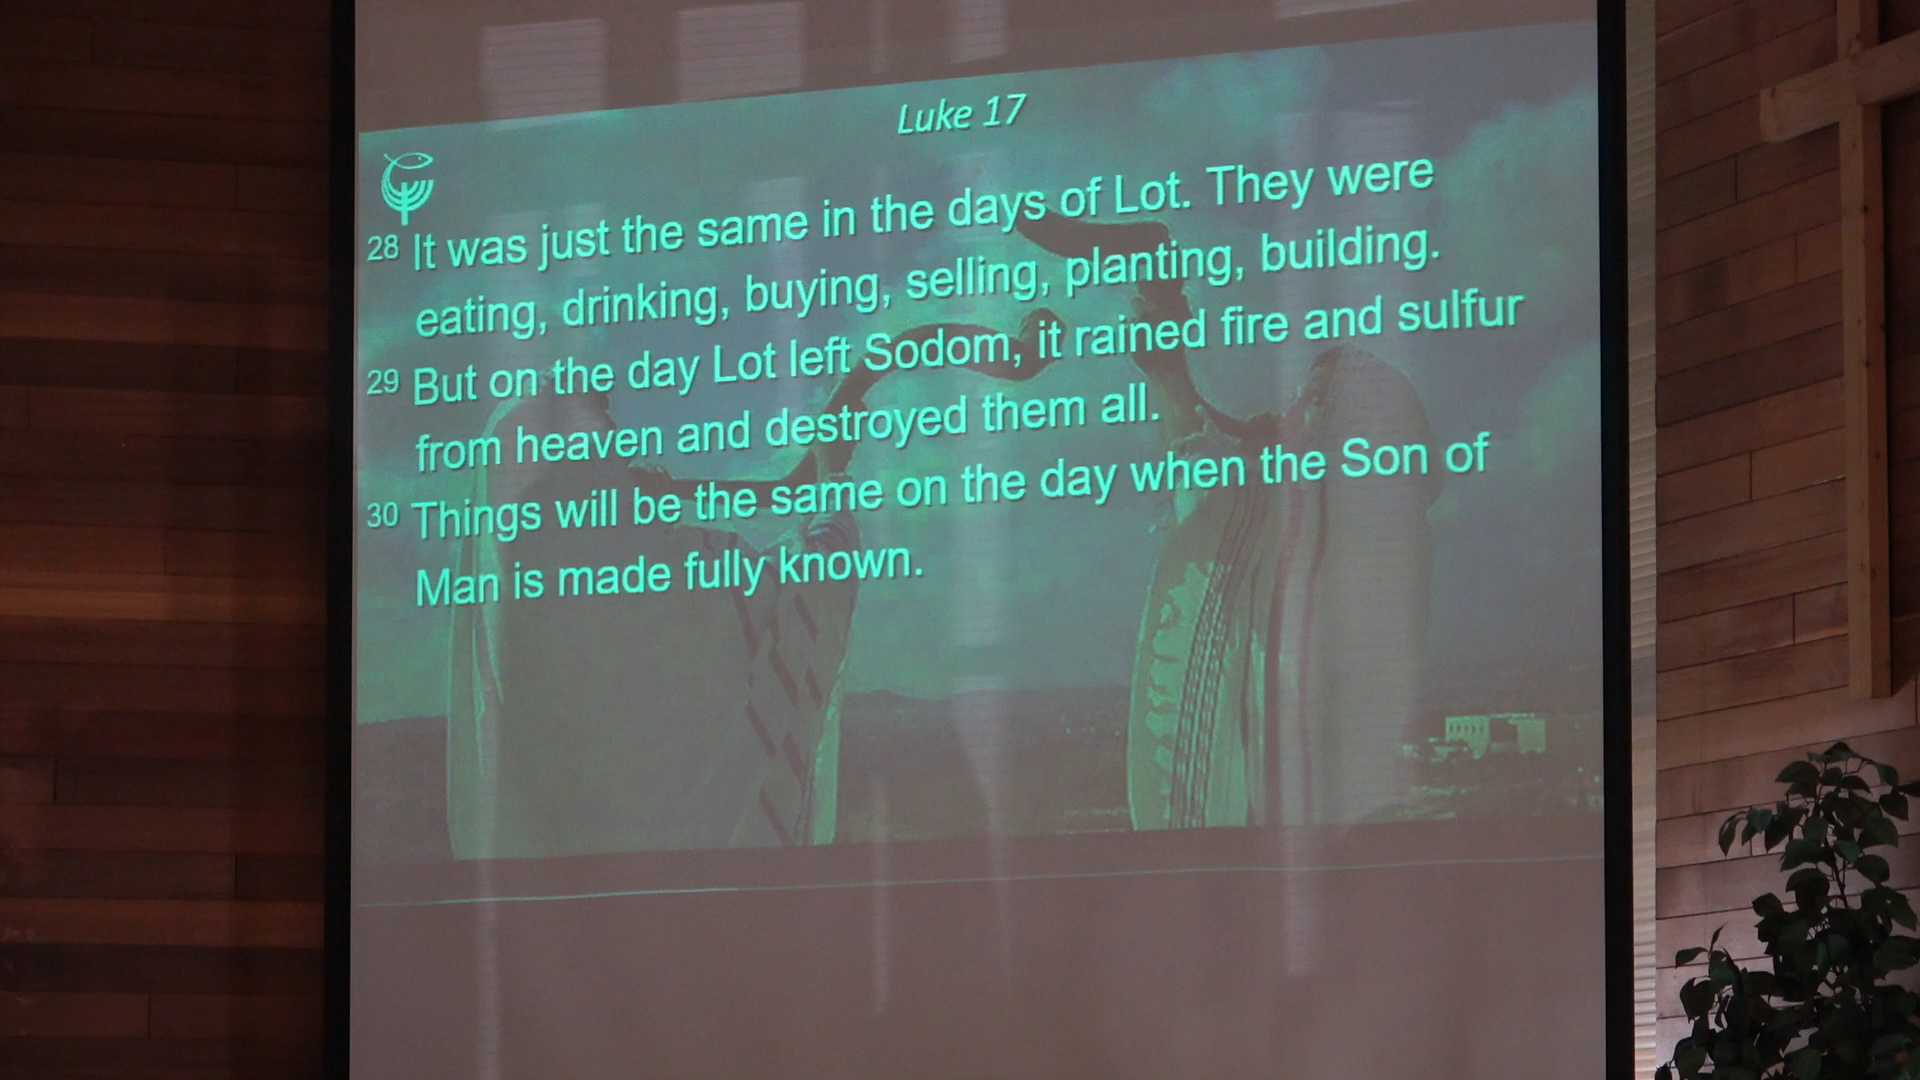 Luke 17
28 It was just the same in the days of Lot. They were
eating, drinking, buying, selling, planting, building.
29 But on the day Lot left Sodom, it rained fire and sulfur
from heaven and destroyed them all.
30 Things will be the same on the day when the Son of
Man is made fully known.